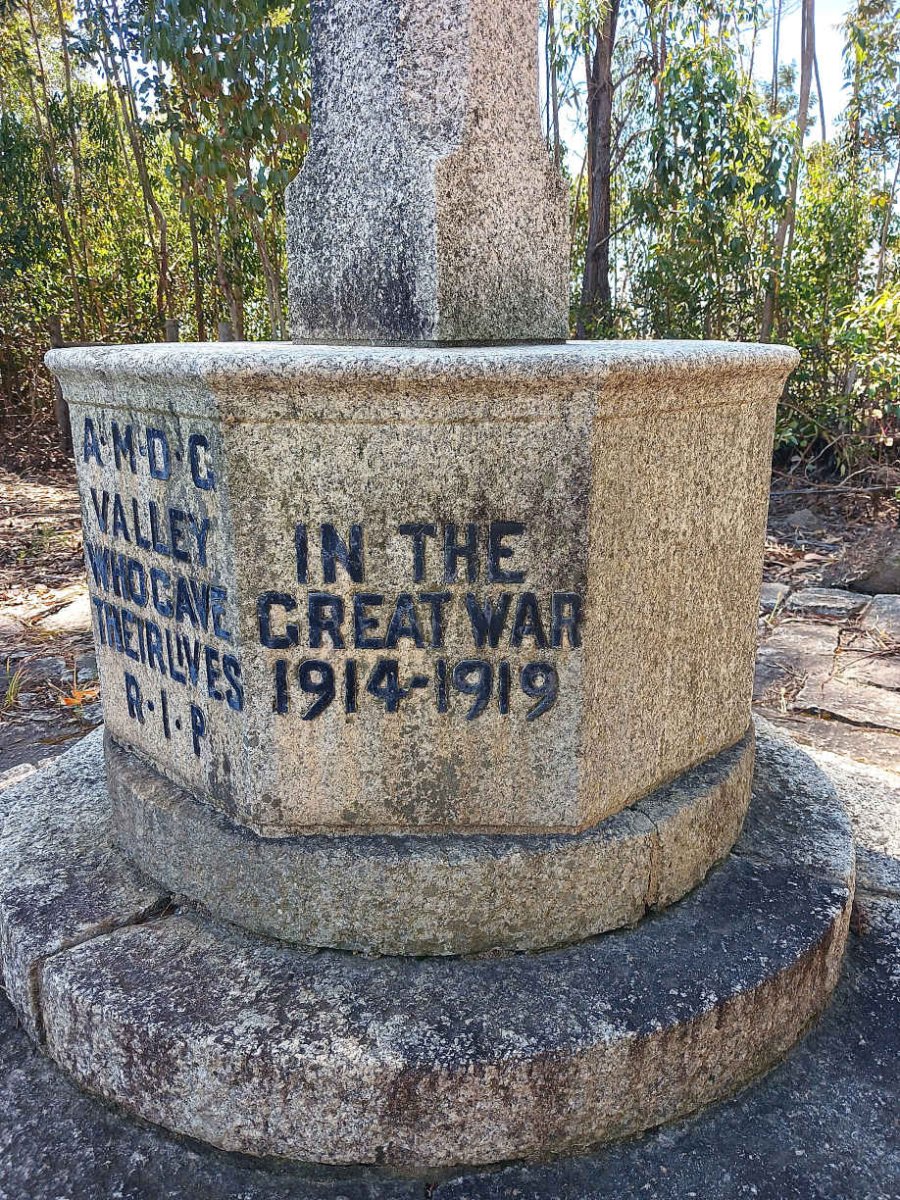 A·M·D·G
VALLEY
WHO GAVE
THEIR LIVES
R·I·P
IN THE
GREAT WAR
1914-1919